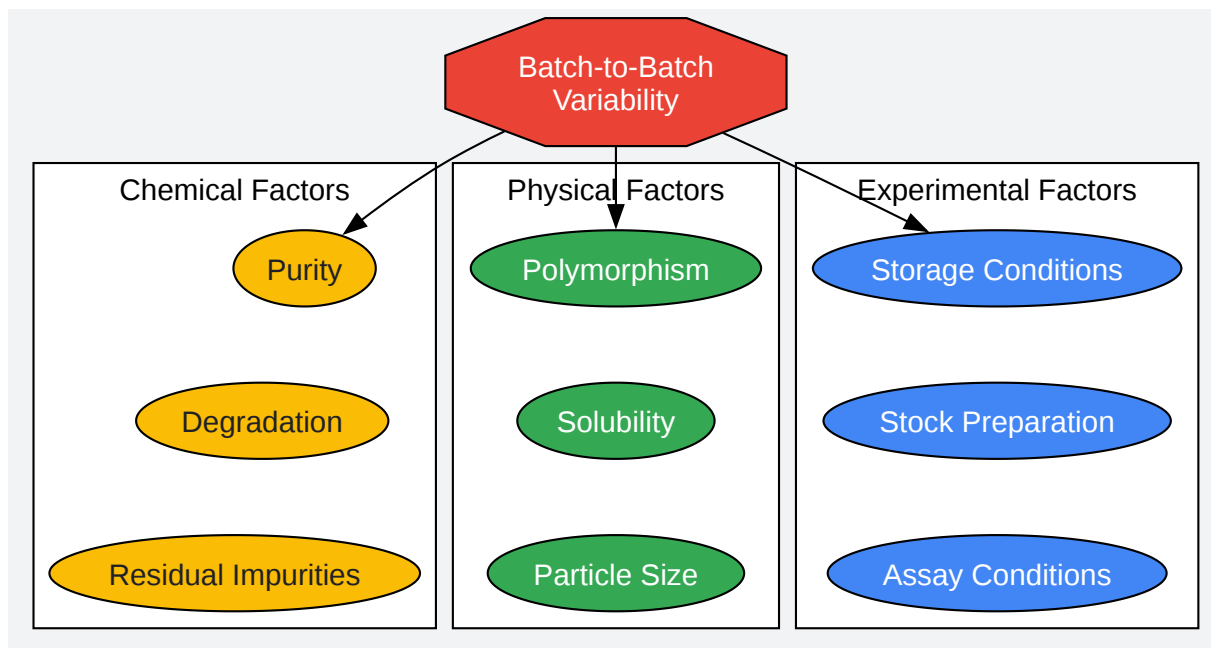 Batch-to-Batch
Variability
Chemical Factors
Physical Factors
Experimental Factors
Purity
Polymorphism
Storage Conditions
Degradation
Solubility
Stock Preparation
Residual Impurities
Particle Size
Assay Conditions